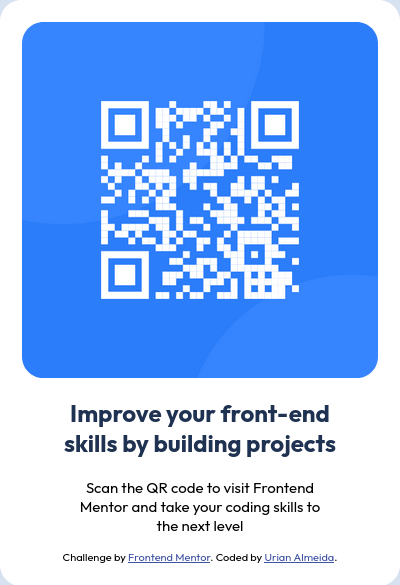 Improve your front-end
skills by building projects
Scan the QR code to visit Frontend
Mentor and take your coding skills to
the next level
Challenge by Frontend Mentor. Coded by Urian Almeida.